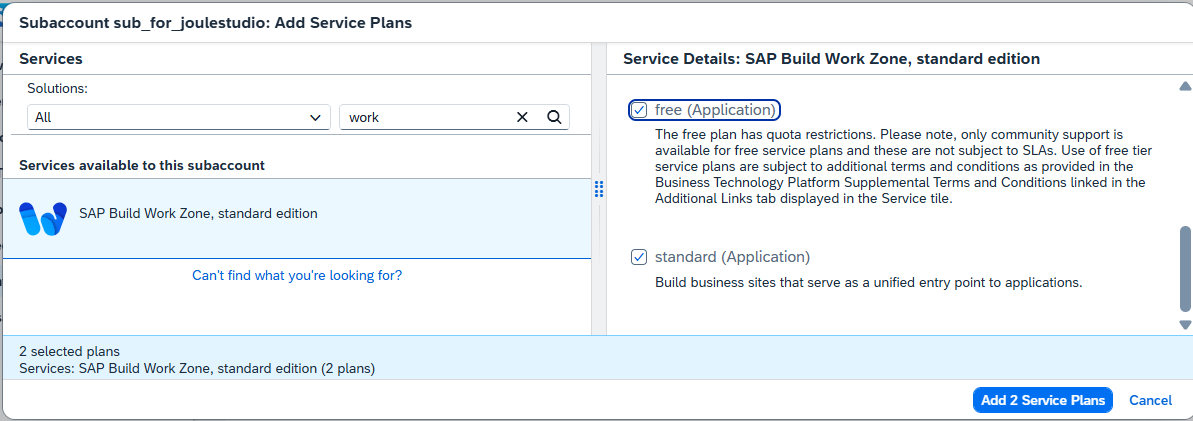 Subaccount sub_for_joulestudio: Add Service Plans
Services
Solutions:
All
work
Services available to this subaccount
SAP Build Work Zone, standard edition
Can't find what you're looking for?
Service Details: SAP Build Work Zone, standard edition
free (Application)
The free plan has quota restrictions. Please note, only community support is
available for free service plans and these are not subject to SLAs. Use of free tier
service plans are subject to additional terms and conditions as provided in the
Business Technology Platform Supplemental Terms and Conditions linked in the
Additional Links tab displayed in the Service tile.
standard (Application)
Build business sites that serve as a unified entry point to applications.
2 selected plans
Services: SAP Build Work Zone, standard edition (2 plans)
Add 2 Service Plans
Cancel